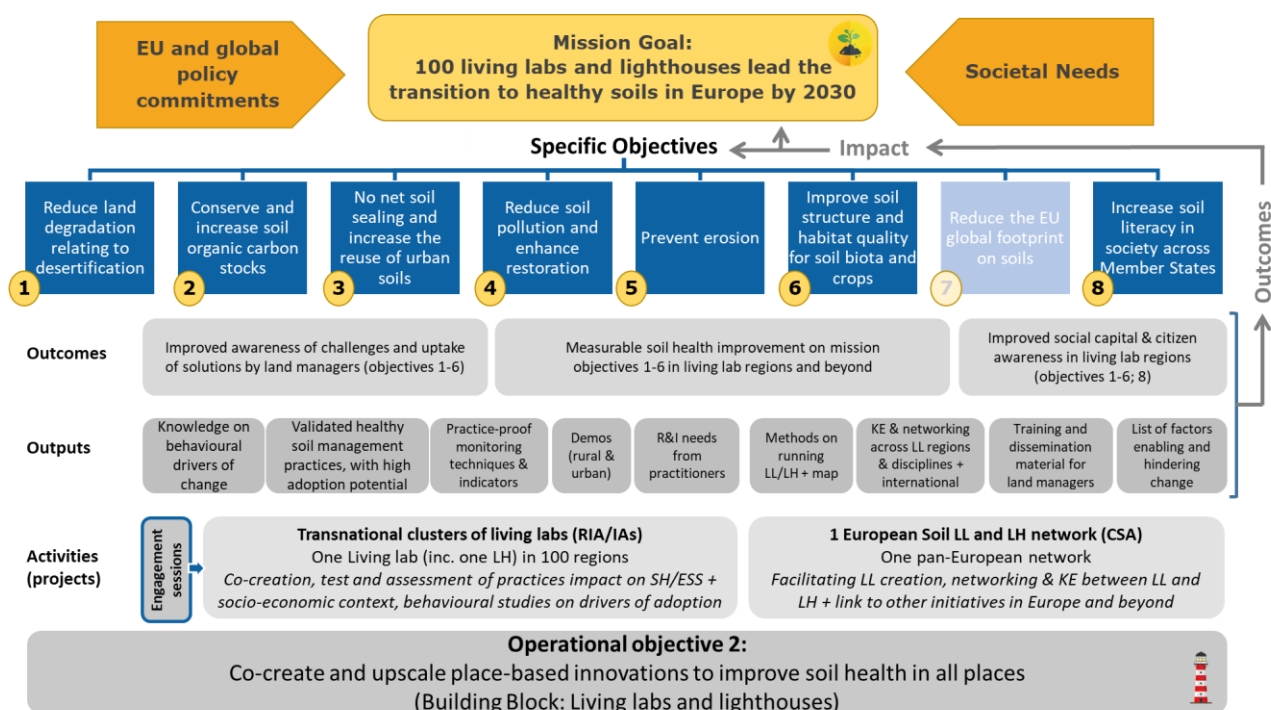 EU and global
policy
commitments
Mission Goal:
100 living labs and lighthouses lead the
transition to healthy soils in Europe by 2030
Societal Needs
Specific Objectives
Impact
Outcomes
Reduce land
degradation
relating to
desertification
1
Conserve and
increase soil
organic carbon
stocks
2
No net soil
sealing and
increase the
reuse of urban
soils
3
Reduce soil
pollution and
enhance
restoration
4
Prevent erosion
5
Improve soil
structure and
habitat quality
for soil biota and
crops
6
Reduce the EU
global footprint
on soils
7
Increase soil
literacy in
society across
Member States
8
Outcomes
Improved awareness of challenges and uptake
of solutions by land managers (objectives 1-6)
Measurable soil health improvement on mission
objectives 1-6 in living lab regions and beyond
Improved social capital & citizen
awareness in living lab regions
(objectives 1-6; 8)
Outputs
Knowledge on
behavioural
drivers of
change
Validated healthy
soil management
practices, with high
adoption potential
Practice-proof
monitoring
techniques &
indicators
Demos
(rural &
urban)
R&I needs
from
practitioners
Methods on
running
LL/LH + map
KE & networking
across LL regions
& disciplines +
international
Training and
dissemination
material for
land managers
List of factors
enabling and
hindering
change
Activities
(projects)
Engagement
sessions
Transnational clusters of living labs (RIA/IAs)
One Living lab (inc. one LH) in 100 regions
Co-creation, test and assessment of practices impact on SH/ESS +
socio-economic context, behavioural studies on drivers of adoption
1 European Soil LL and LH network (CSA)
One pan-European network
Facilitating LL creation, networking & KE between LL and
LH + link to other initiatives in Europe and beyond
Operational objective 2:
Co-create and upscale place-based innovations to improve soil health in all places
(Building Block: Living labs and lighthouses)